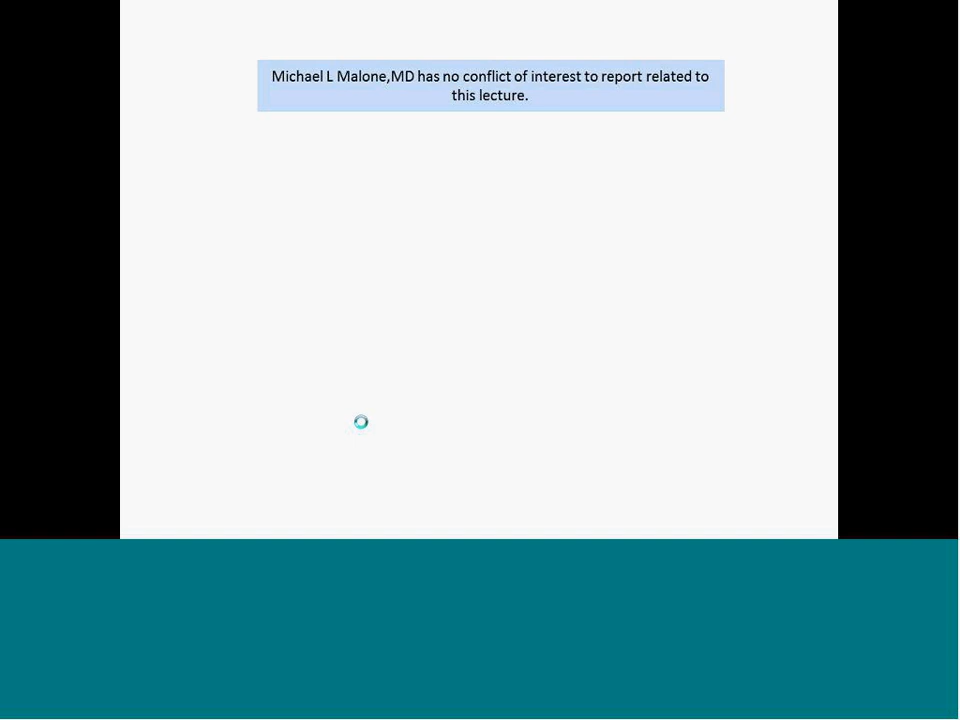 Michael L Malone,MD has no conflict of interest to report related to
this lecture.